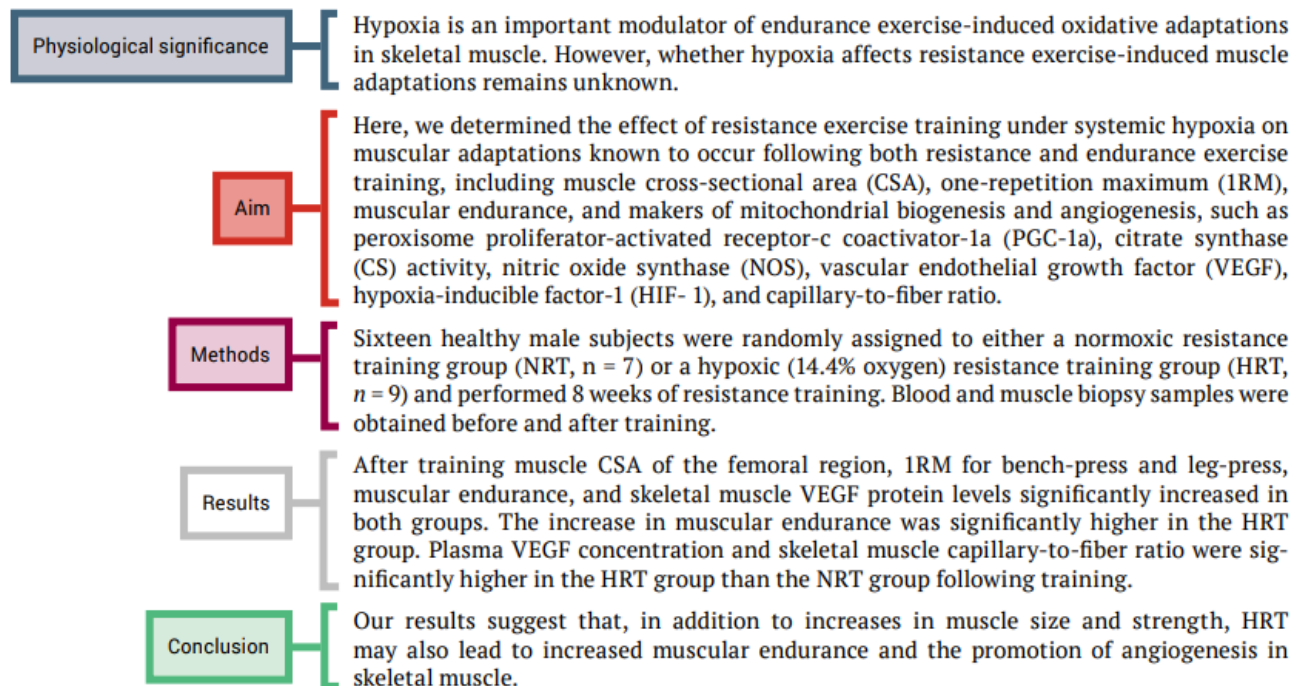 Physiological significance
Hypoxia is an important modulator of endurance exercise-induced oxidative adaptations
in skeletal muscle. However, whether hypoxia affects resistance exercise-induced muscle
adaptations remains unknown.
Aim
Here, we determined the effect of resistance exercise training under systemic hypoxia on
muscular adaptations known to occur following both resistance and endurance exercise
training, including muscle cross-sectional area (CSA), one-repetition maximum (1RM),
muscular endurance, and makers of mitochondrial biogenesis and angiogenesis, such as
peroxisome proliferator-activated receptor-c coactivator-1a (PGC-1a), citrate synthase
(CS) activity, nitric oxide synthase (NOS), vascular endothelial growth factor (VEGF),
hypoxia-inducible factor-1 (HIF- 1), and capillary-to-fiber ratio.
Methods
Sixteen healthy male subjects were randomly assigned to either a normoxic resistance
training group (NRT, n = 7) or a hypoxic (14.4% oxygen) resistance training group (HRT,
n = 9) and performed 8 weeks of resistance training. Blood and muscle biopsy samples were
obtained before and after training.
Results
After training muscle CSA of the femoral region, 1RM for bench-press and leg-press,
muscular endurance, and skeletal muscle VEGF protein levels significantly increased in
both groups. The increase in muscular endurance was significantly higher in the HRT
group. Plasma VEGF concentration and skeletal muscle capillary-to-fiber ratio were sig-
nificantly higher in the HRT group than the NRT group following training.
Conclusion
Our results suggest that, in addition to increases in muscle size and strength, HRT
may also lead to increased muscular endurance and the promotion of angiogenesis in
skeletal muscle.